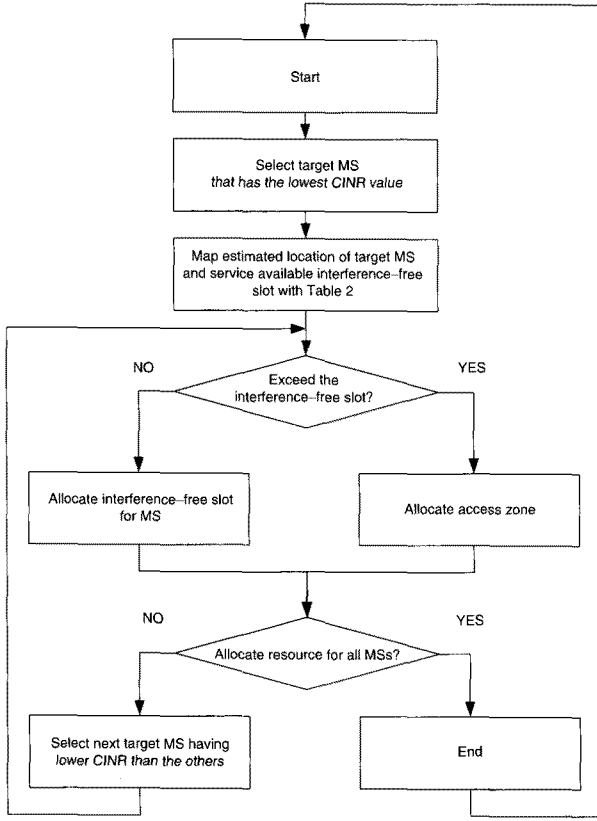 Start
Select target MS
that has the lowest CINR value
Map estimated location of target MS
and service available interference–free
slot with Table 2
NO
YES
Exceed the
interference–free slot?
Allocate interference–free slot
for MS
Allocate access zone
NO
YES
Allocate resource for all MSs?
Select next target MS having
lower CINR than the others
End